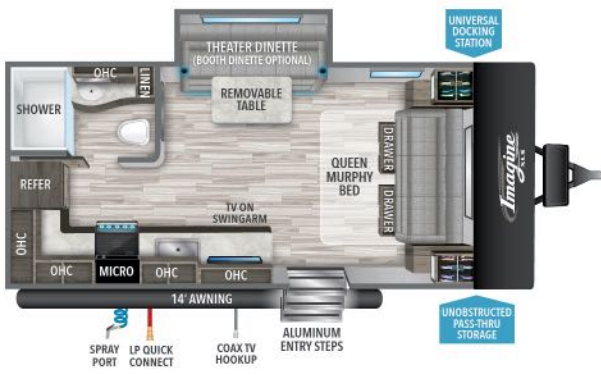 UNIVERSAL
DOCKING
STATION
THEATER DINETTE
(BOOTH DINETTE OPTIONAL)
REMOVABLE
TABLE
OHC
LINEN
SHOWER
REFER
DRAWER
DRAWER
QUEEN
MURPHY
BED
Imagine
XLS
TV ON
SWINGARM
OHC
OHC
MICRO
OHC
OHC
14' AWNING
SPRAY
PORT
LP QUICK
CONNECT
COAX TV
HOOKUP
ALUMINUM
ENTRY STEPS
UNOBSTRUCTED
PASS-THRU
STORAGE